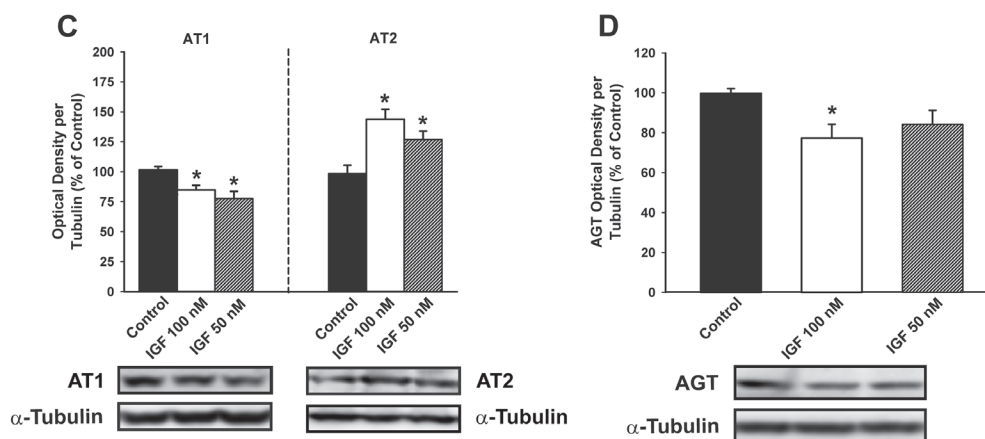 C
AT1
AT2
Optical Density per
Tubulin (% of Control)
200
175
150
125
100
75
50
25
0
*
*
*
*
Control
IGF 100 nM
IGF 50 nM
Control
IGF 100 nM
IGF 50 nM
AT1
AT2
α-Tubulin
α-Tubulin
D
AGT Optical Density per
Tubulin (% of Control)
120
100
80
60
40
20
0
*
Control
IGF 100 nM
IGF 50 nM
AGT
α-Tubulin